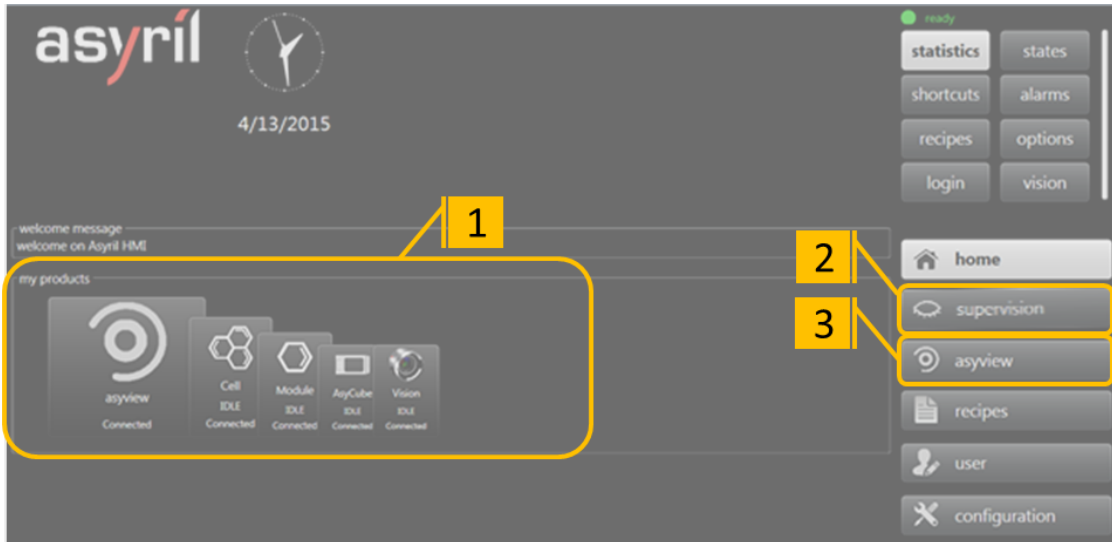 asyril
4/13/2015
ready
statistics states
shortcuts alarms
recipes options
login vision
welcome message
welcome on Asyril HMI
1
my products
asyview
Connected
Cell
IDLE
Connected
Module
IDLE
Connected
AsyCube
IDLE
Connected
Vision
IDLE
Connected
home
2
supervision
3
asyview
recipes
user
configuration